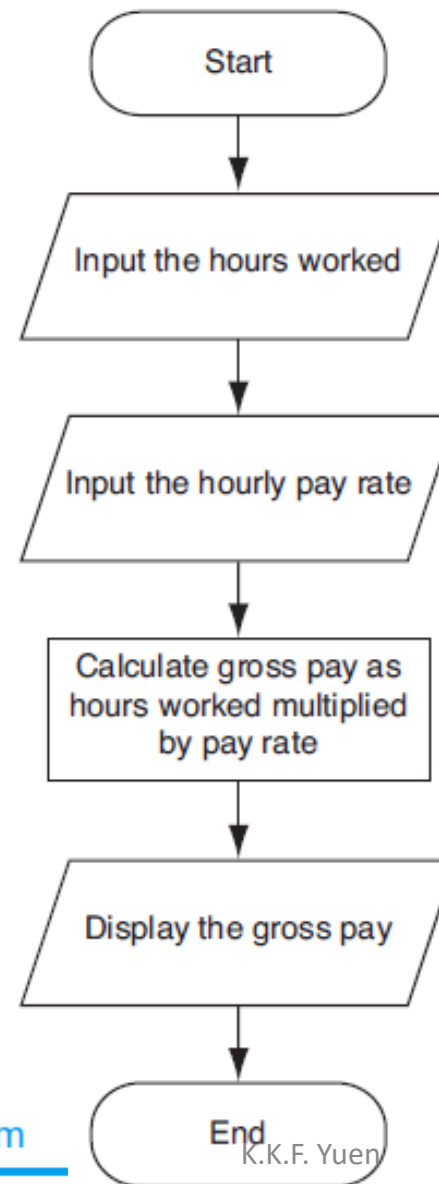 Start
Input the hours worked
Input the hourly pay rate
Calculate gross pay as
hours worked multiplied
by pay rate
Display the gross pay
End
K.K.F. Yuen